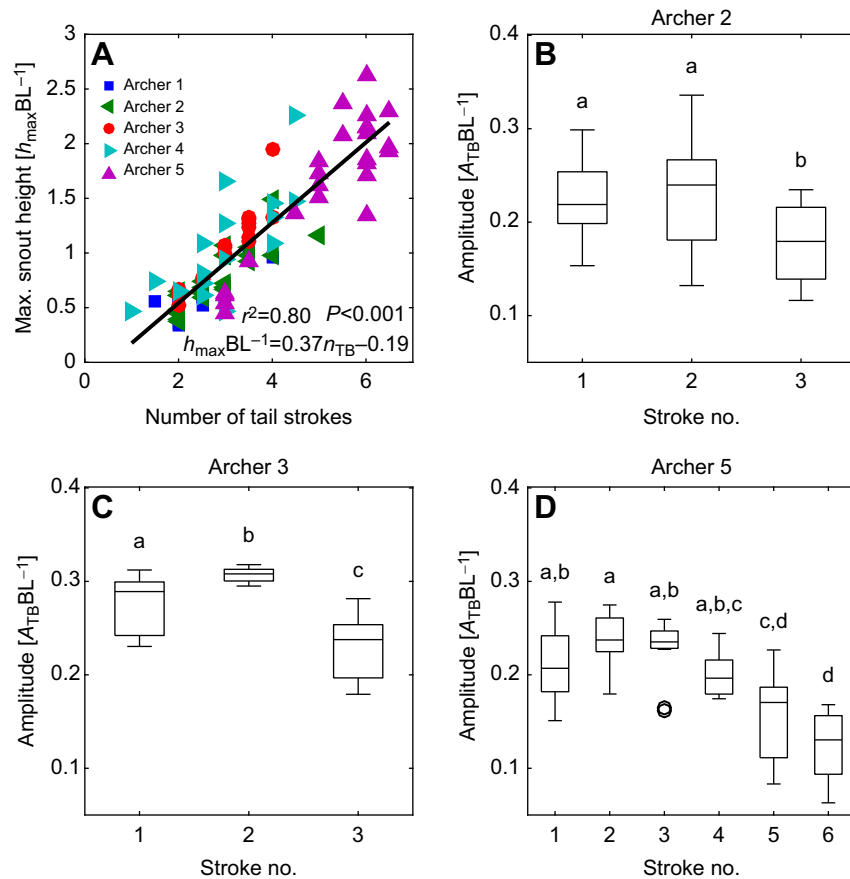 A
Max. snout height [hmaxBL−1]
3
2.5
2
1.5
1
0.5
0
Archer 1
Archer 2
Archer 3
Archer 4
Archer 5
r2=0.80 P<0.001
hmaxBL−1=0.37nTB−0.19
0 2 4 6
Number of tail strokes
Archer 2
B
Amplitude [ATBBL−1]
0.4
0.3
0.2
0.1
a a b
1 2 3
Stroke no.
Archer 3
C
Amplitude [ATBBL−1]
0.4
0.3
0.2
0.1
a b c
1 2 3
Stroke no.
Archer 5
D
Amplitude [ATBBL−1]
0.4
0.3
0.2
0.1
a,b a a,b a,b,c c,d d
1 2 3 4 5 6
Stroke no.